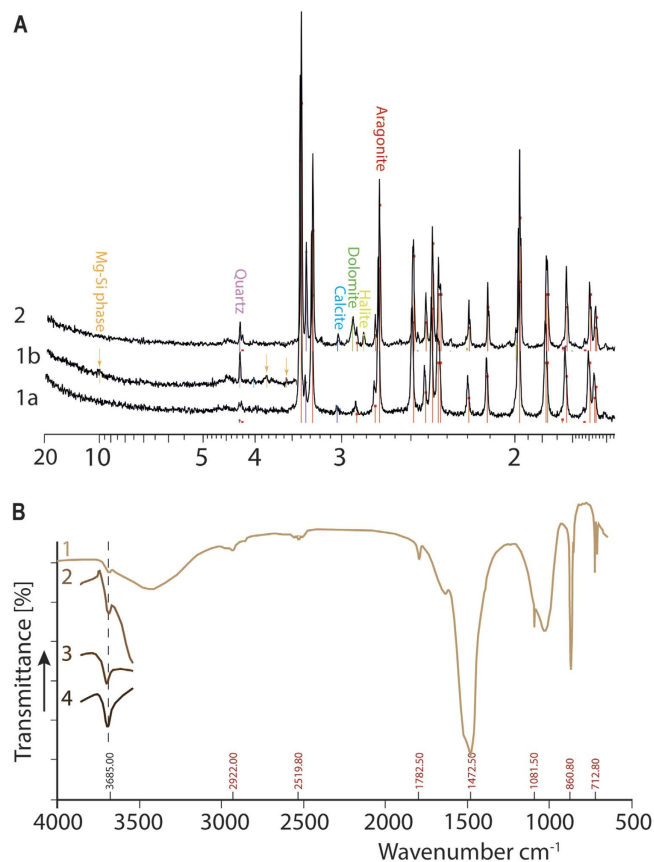 A
Mg-Si phase
Quartz
Calcite
Dolomite
Halite
Aragonite
2
1b
1a
20 10 5 4 3 2
B
Transmittance [%]
1
2
3
4
3685.00
2922.00
2519.80
1782.50
1472.50
1081.50
860.80
712.80
4000 3500 3000 2500 2000 1500 1000 500
Wavenumber cm-1